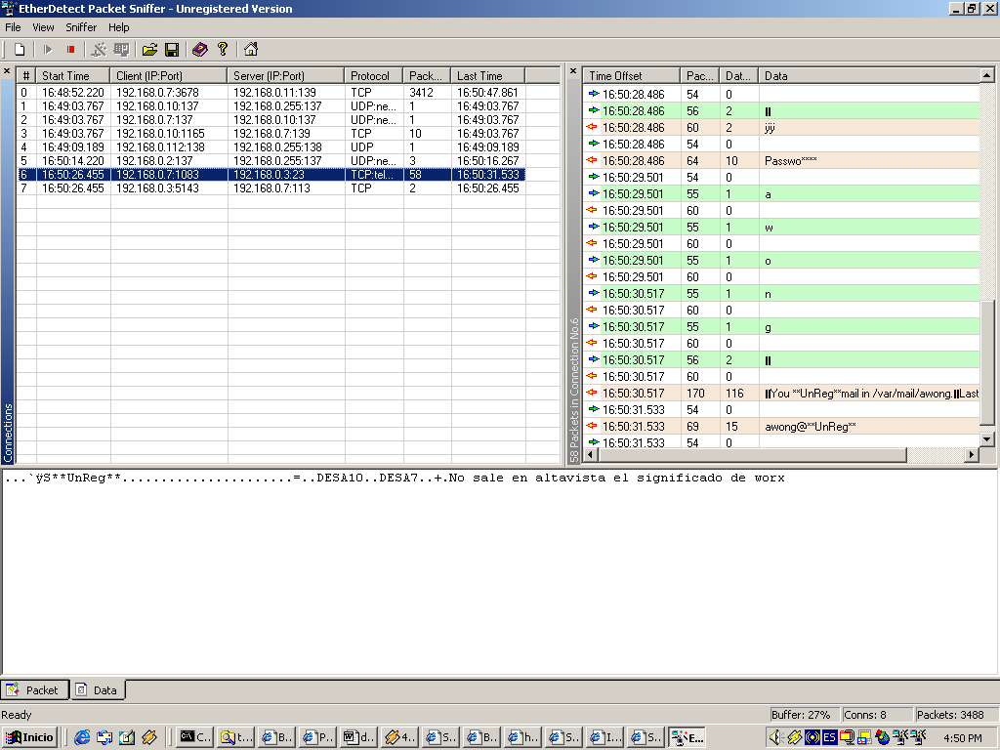 EtherDetect Packet Sniffer - Unregistered Version
File View Sniffer Help
# Start Time Client (IP:Port) Server (IP:Port) Protocol Pack... Last Time
0 16:48:52.220 192.168.0.7:3678 192.168.0.11:139 TCP 3412 16:50:47.861
1 16:49:03.767 192.168.0.10:137 192.168.0.255:137 UDP:ne... 1 16:49:03.767
2 16:49:03.767 192.168.0.7:137 192.168.0.10:137 UDP:ne... 1 16:49:03.767
3 16:49:03.767 192.168.0.10:1165 192.168.0.7:139 TCP 10 16:49:03.767
4 16:49:09.189 192.168.0.112:138 192.168.0.255:138 UDP 1 16:49:09.189
5 16:50:14.220 192.168.0.2:137 192.168.0.255:137 UDP:ne... 3 16:50:16.267
6 16:50:26.455 192.168.0.7:1083 192.168.0.3:23 TCP:tel... 58 16:50:31.533
7 16:50:26.455 192.168.0.3:5143 192.168.0.7:113 TCP 2 16:50:26.455
Connections
Time Offset Pac... Dat... Data
16:50:28.486 54 0
16:50:28.486 56 2 ‖
16:50:28.486 60 2 ÿÿ
16:50:28.486 54 0
16:50:28.486 64 10 Passwo****
16:50:29.501 54 0
16:50:29.501 55 1 a
16:50:29.501 60 0
16:50:29.501 55 1 w
16:50:29.501 60 0
16:50:29.501 55 1 o
16:50:29.501 60 0
16:50:30.517 55 1 n
16:50:30.517 60 0
16:50:30.517 55 1 g
16:50:30.517 60 0
16:50:30.517 56 2 ‖
16:50:30.517 60 0
16:50:30.517 170 116 ‖You **UnReg**mail in /var/mail/awong.‖Last
16:50:31.533 54 0
16:50:31.533 69 15 awong@**UnReg**
16:50:31.533 54 0
58 Packets in Connection No.6
...`ÿS**UnReg**......................=..DESA10..DESA7..+.No sale en altavista el significado de worx
Packet Data
Ready
Buffer: 27% Conns: 8 Packets: 3488
Inicio C... t... B... P... d... 4... S... B... h... S... I... S... E... ES 4:50 PM